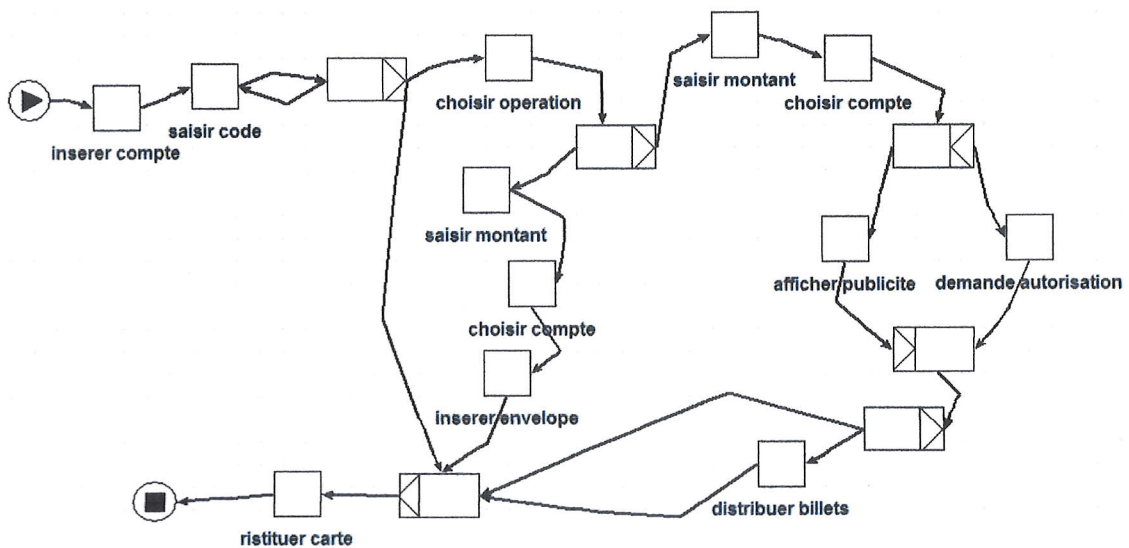 saisir montant
choisir compte
choisir operation
saisir code
inserer compte
saisir montant
afficher publicite
demande autorisation
choisir compte
inserer envelope
distribuer billets
ristituer carte